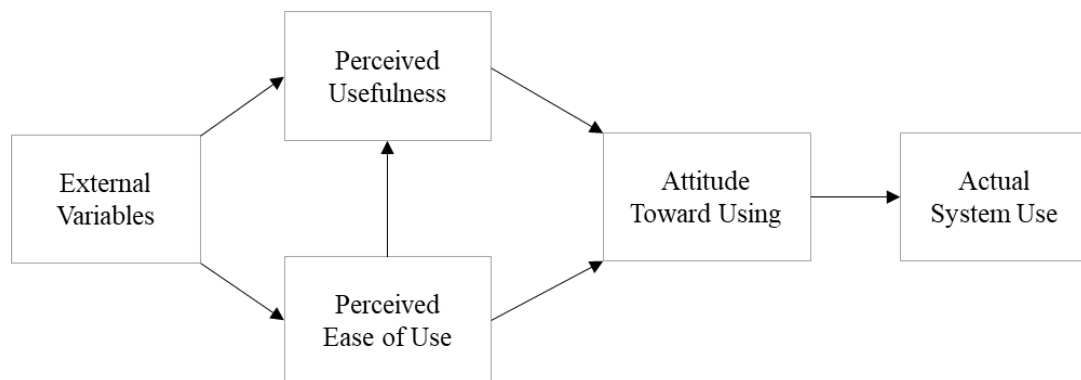 Perceived
Usefulness
External
Variables
Attitude
Toward Using
Actual
System Use
Perceived
Ease of Use